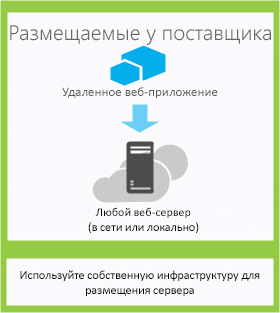 Размещаемые у поставщика
Удаленное веб-приложение
Любой веб-сервер
(в сети или локально)
Используйте собственную инфраструктуру для
размещения сервера